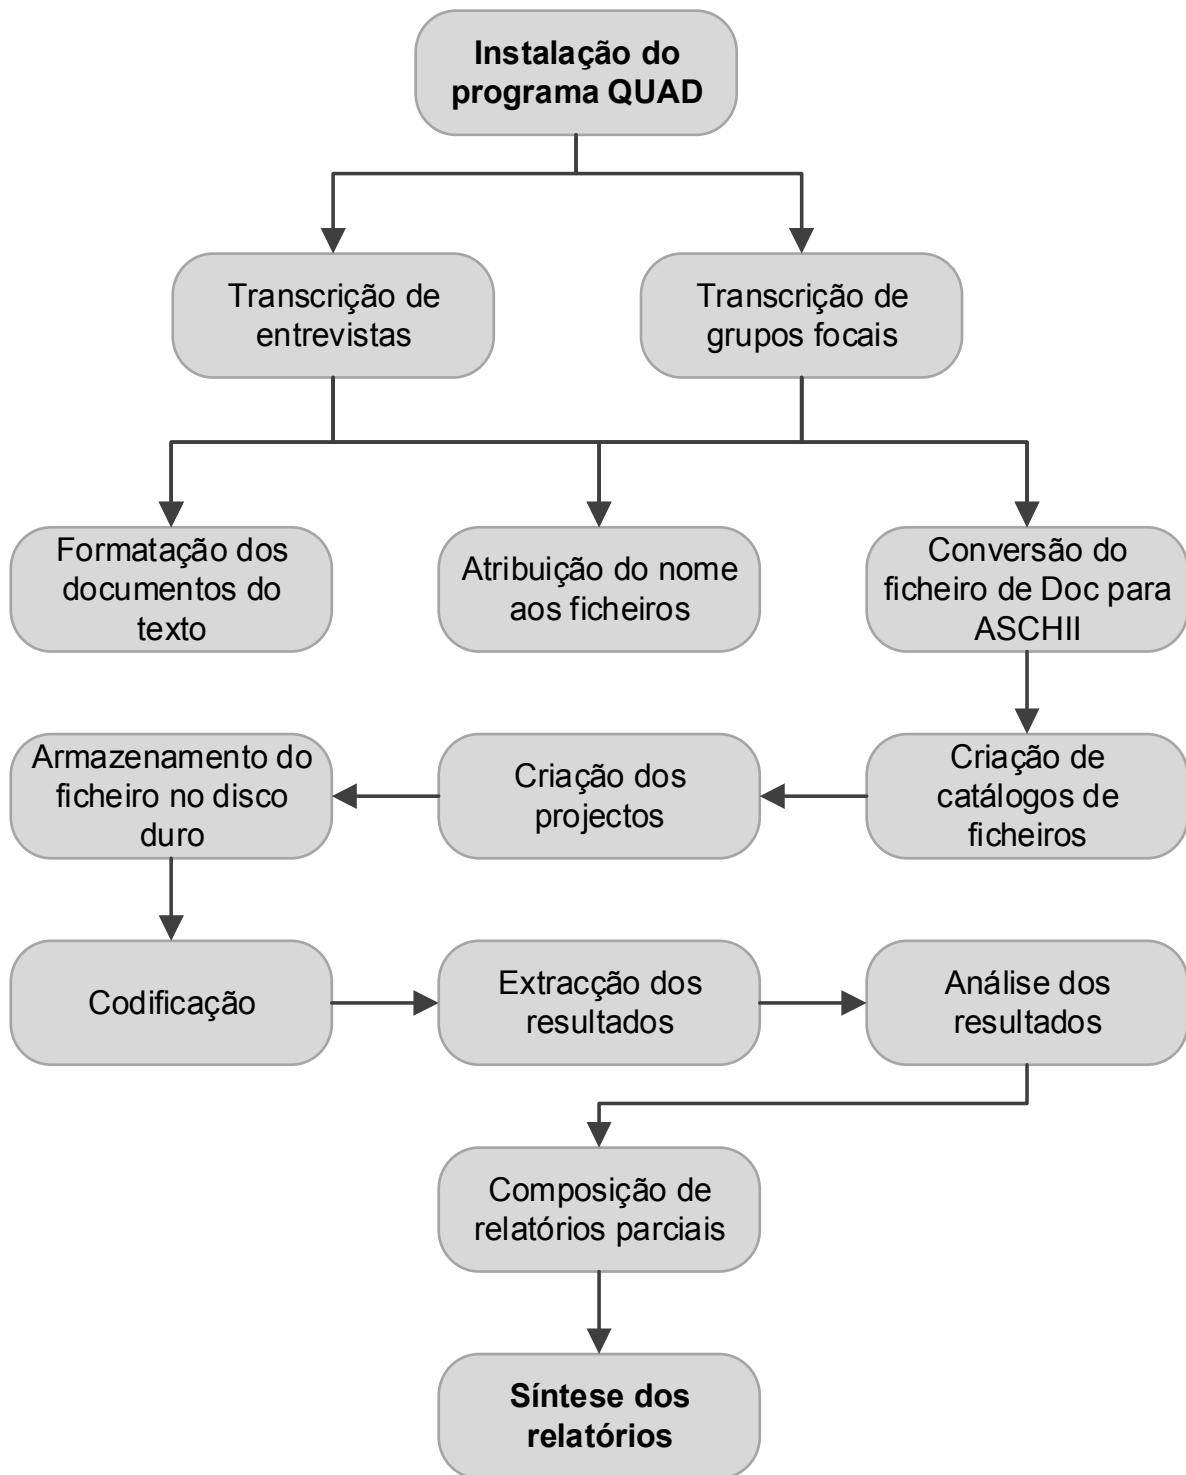 Instalação do
programa QUAD
Transcrição de
entrevistas
Transcrição de
grupos focais
Formatação dos
documentos do
texto
Atribuição do nome
aos ficheiros
Conversão do
ficheiro de Doc para
ASCHII
Armazenamento do
ficheiro no disco
duro
Criação dos
projectos
Criação de
catálogos de
ficheiros
Codificação
Extracção dos
resultados
Análise dos
resultados
Composição de
relatórios parciais
Síntese dos
relatórios